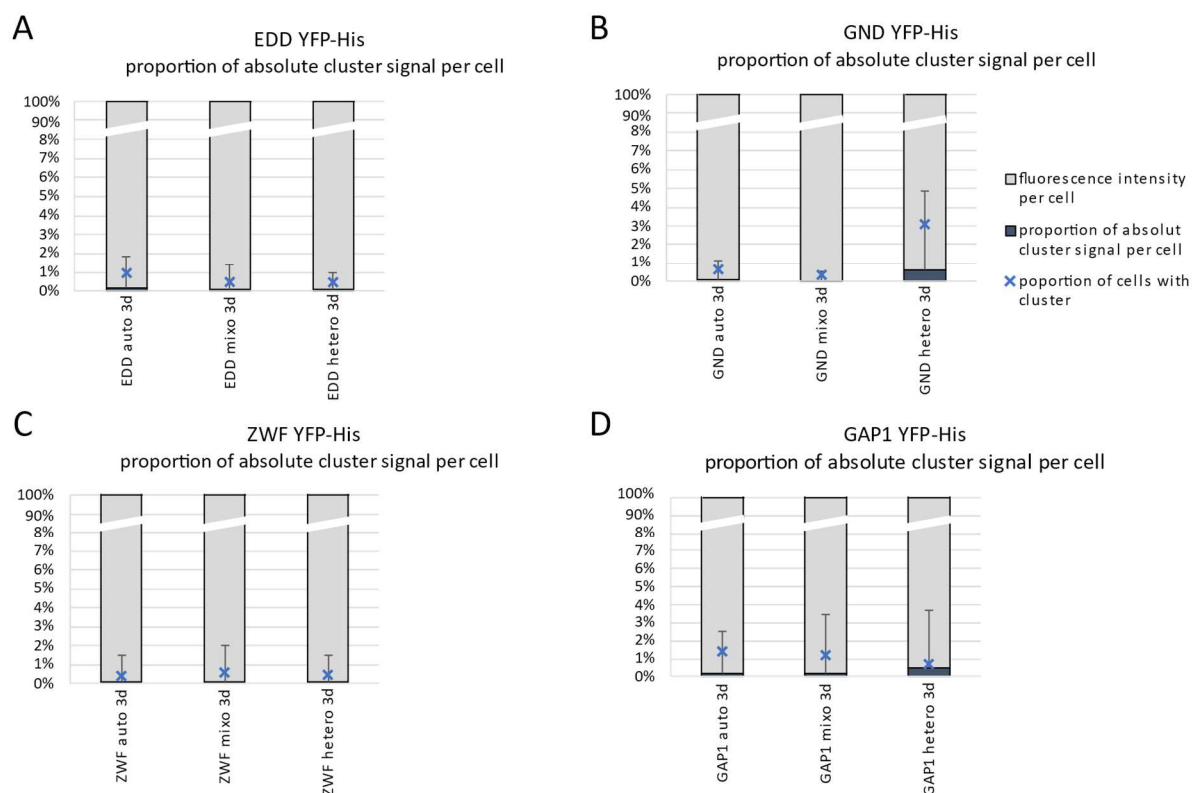 A
EDD YFP-His
proportion of absolute cluster signal per cell
100%
90%
8%
7%
6%
5%
4%
3%
2%
1%
0%
EDD auto 3d
EDD mixo 3d
EDD hetero 3d
B
GND YFP-His
proportion of absolute cluster signal per cell
100%
90%
8%
7%
6%
5%
4%
3%
2%
1%
0%
GND auto 3d
GND mixo 3d
GND hetero 3d
fluorescence intensity
per cell
proportion of absolut
cluster signal per cell
poportion of cells with
cluster
C
ZWF YFP-His
proportion of absolute cluster signal per cell
100%
90%
8%
7%
6%
5%
4%
3%
2%
1%
0%
ZWF auto 3d
ZWF mixo 3d
ZWF hetero 3d
D
GAP1 YFP-His
proportion of absolute cluster signal per cell
100%
90%
8%
7%
6%
5%
4%
3%
2%
1%
0%
GAP1 auto 3d
GAP1 mixo 3d
GAP1 hetero 3d